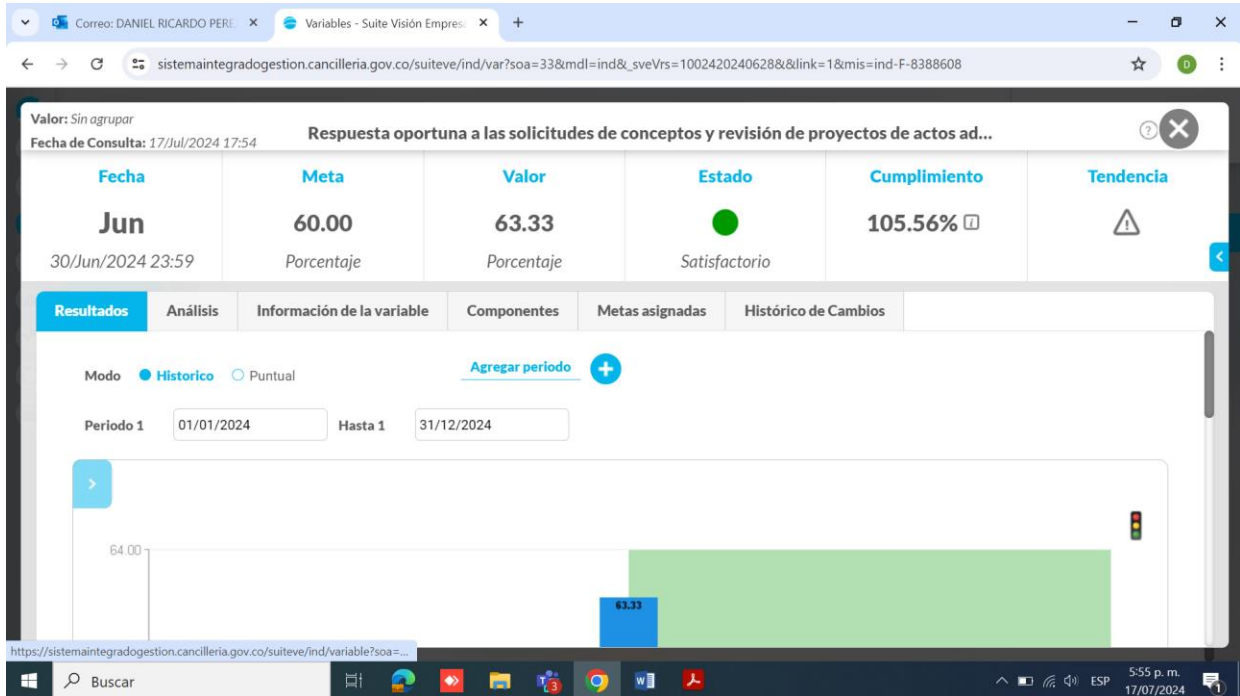 Correo: DANIEL RICARDO PERE
Variables - Suite Visión Empresa
sistemaintegradogestion.cancilleria.gov.co/suiteve/ind/var?soa=33&mdl=ind&_sveVrs=1002420240628&&link=1&mis=ind-F-8388608
D
Valor: Sin agrupar
Fecha de Consulta: 17/Jul/2024 17:54
Respuesta oportuna a las solicitudes de conceptos y revisión de proyectos de actos ad...
Fecha Meta Valor Estado Cumplimiento Tendencia
Jun 60.00 63.33 105.56%
30/Jun/2024 23:59 Porcentaje Porcentaje Satisfactorio
Resultados Análisis Información de la variable Componentes Metas asignadas Histórico de Cambios
Modo Historico Puntual Agregar periodo
Periodo 1 01/01/2024 Hasta 1 31/12/2024
64.00
63.33
https://sistemaintegradogestion.cancilleria.gov.co/suiteve/ind/variable?soa=...
Buscar
ESP
5:55 p. m.
17/07/2024